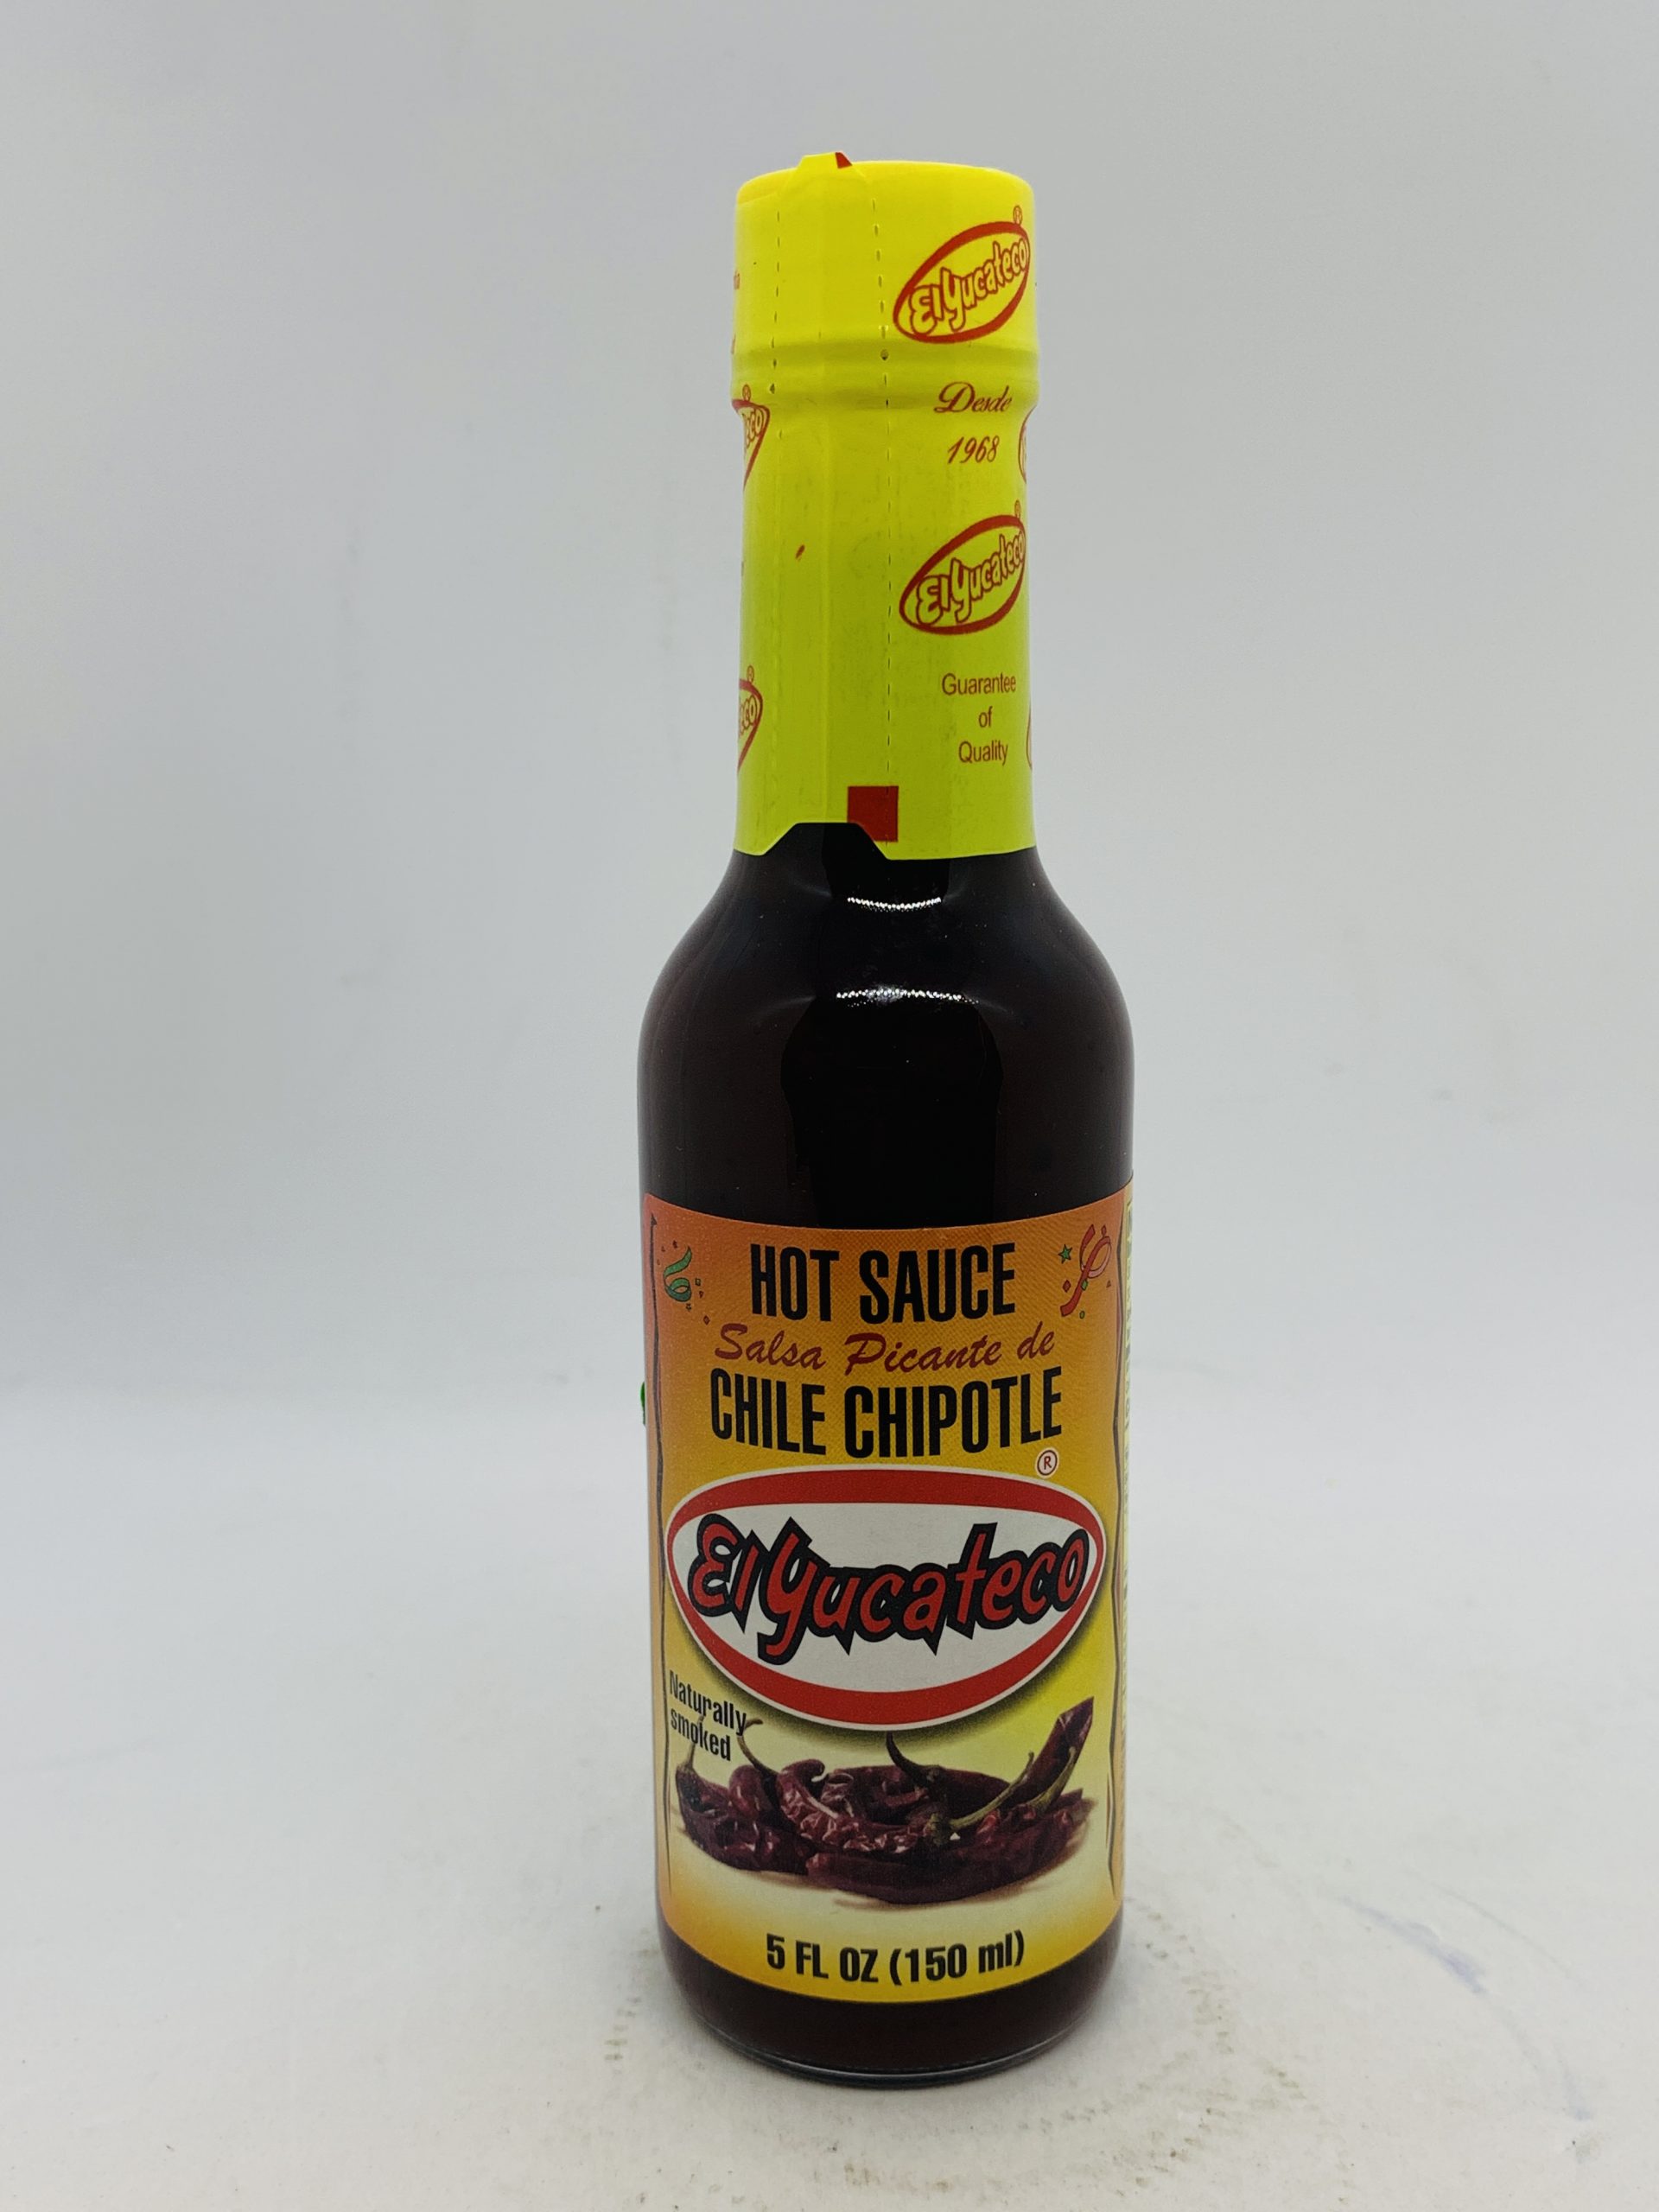 El Yucateco
®
Desde
1968
El Yucateco
®
Guarantee
of
Quality
HOT SAUCE
Salsa Picante de
CHILE CHIPOTLE
®
El Yucateco
Naturally
smoked
5 FL OZ (150 ml)